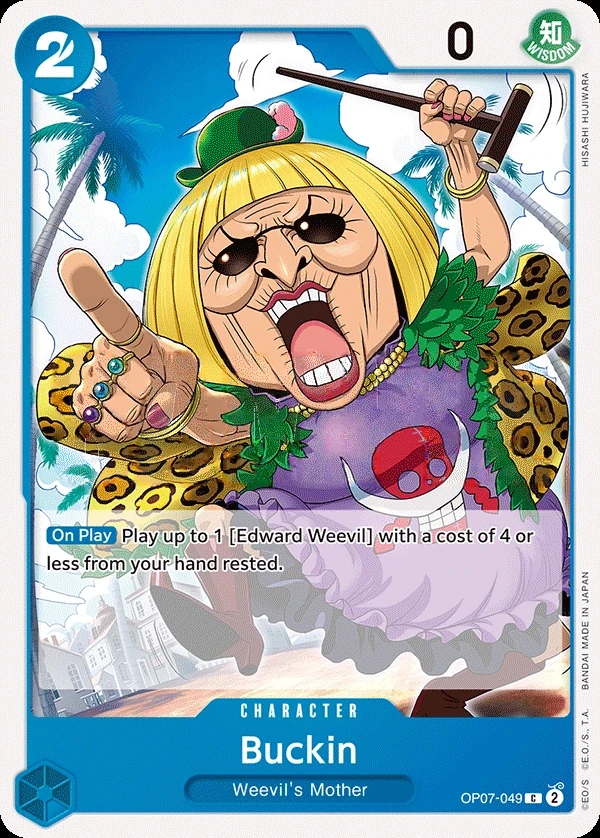 2
0
知
WISDOM
HISASHI HUJIWARA
On Play Play up to 1 [Edward Weevil] with a cost of 4 or
less from your hand rested.
BANDAI MADE IN JAPAN
©EO/S ©E.O./S., T.A.
CHARACTER
Buckin
Weevil's Mother
OP07-049 C 2